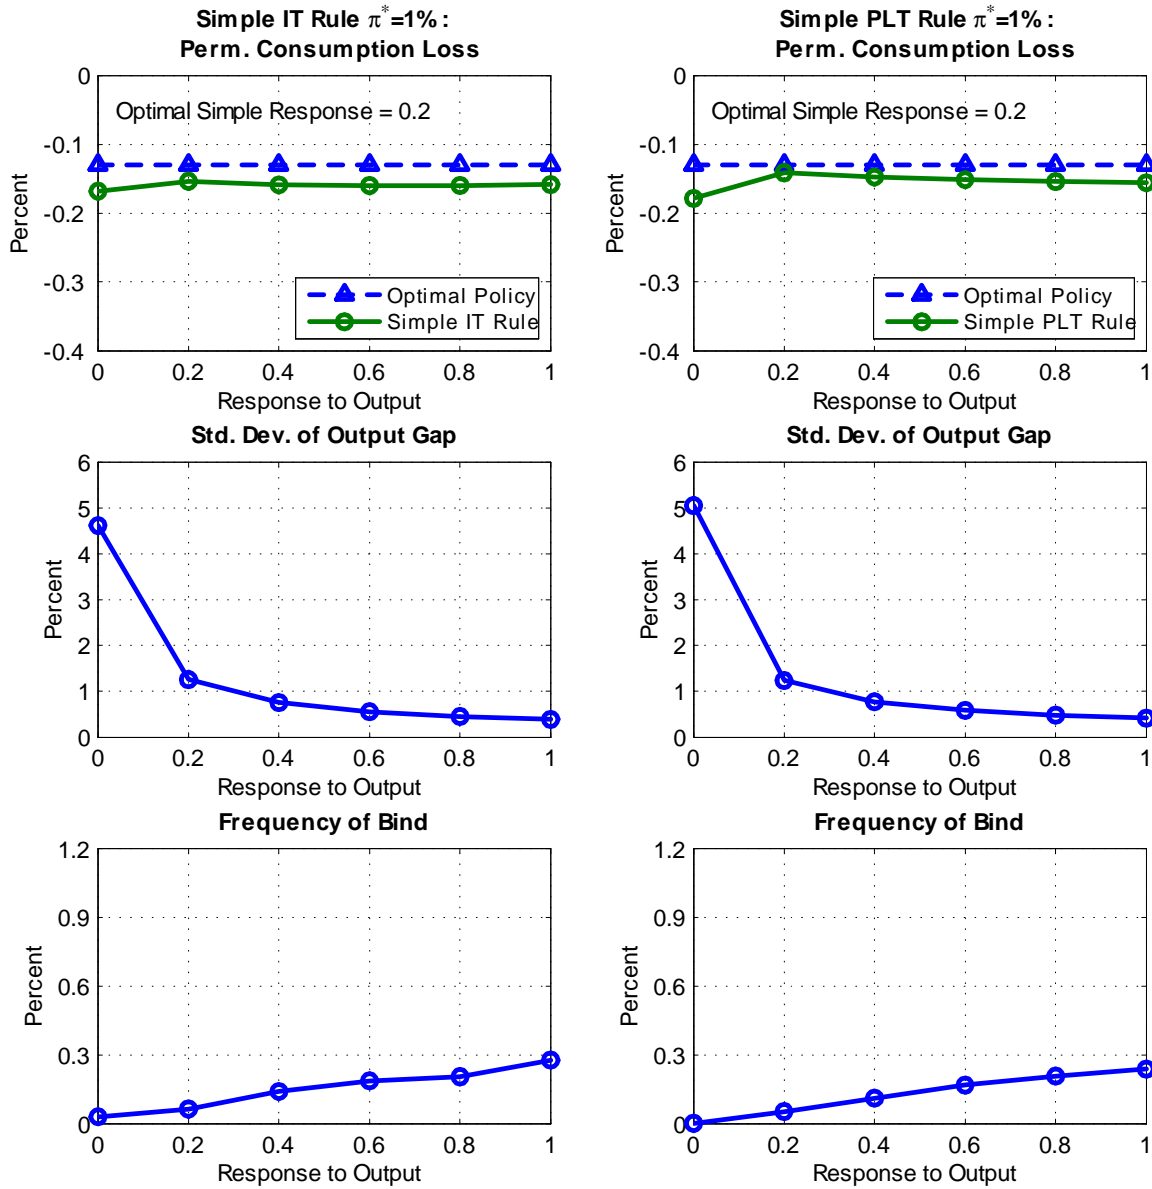 Simple IT Rule π*=1% :
Perm. Consumption Loss
0
-0.1
-0.2
-0.3
-0.4
Percent
Optimal Simple Response = 0.2
Optimal Policy
Simple IT Rule
0 0.2 0.4 0.6 0.8 1
Response to Output
Simple PLT Rule π*=1% :
Perm. Consumption Loss
0
-0.1
-0.2
-0.3
-0.4
Percent
Optimal Simple Response = 0.2
Optimal Policy
Simple PLT Rule
0 0.2 0.4 0.6 0.8 1
Response to Output
Std. Dev. of Output Gap
6
5
4
3
2
1
0
Percent
0 0.2 0.4 0.6 0.8 1
Response to Output
Std. Dev. of Output Gap
6
5
4
3
2
1
0
Percent
0 0.2 0.4 0.6 0.8 1
Response to Output
Frequency of Bind
1.2
0.9
0.6
0.3
0
Percent
0 0.2 0.4 0.6 0.8 1
Response to Output
Frequency of Bind
1.2
0.9
0.6
0.3
0
Percent
0 0.2 0.4 0.6 0.8 1
Response to Output